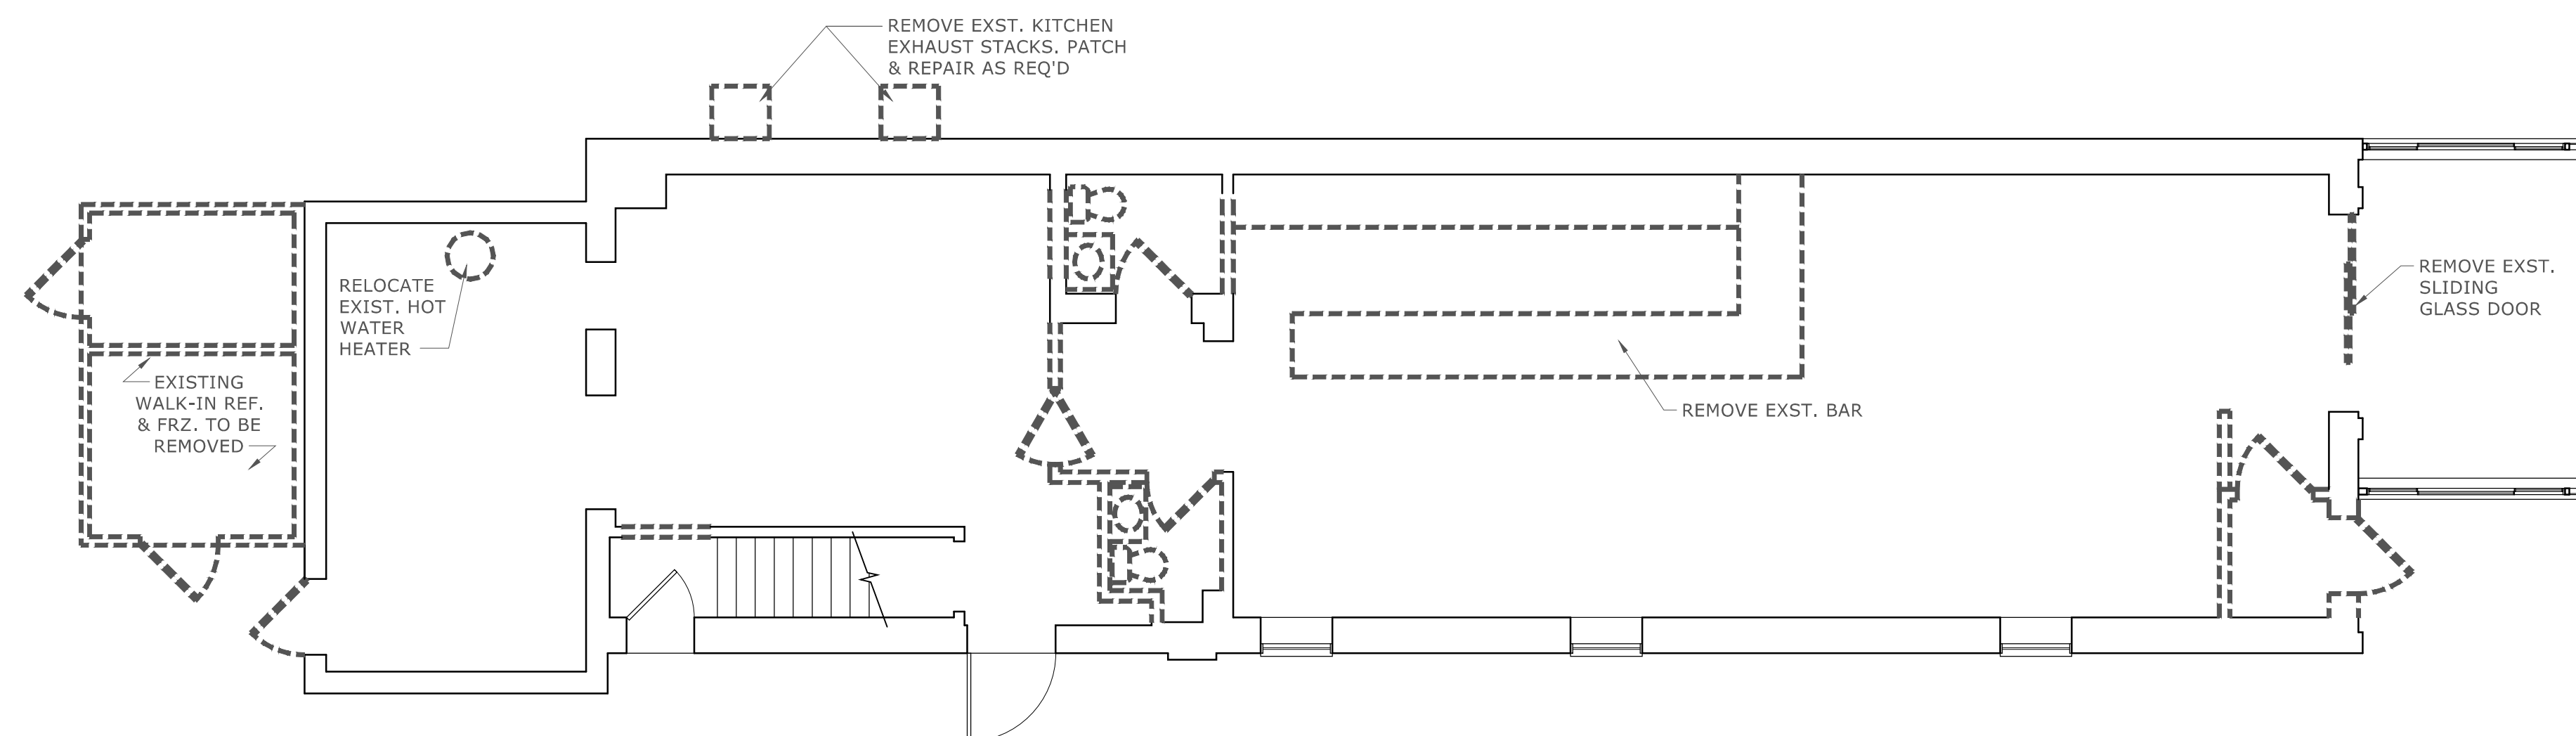 REMOVE EXST. KITCHEN
EXHAUST STACKS. PATCH
& REPAIR AS REQ'D
RELOCATE
EXIST. HOT
WATER
HEATER
EXISTING
WALK-IN REF.
& FRZ. TO BE
REMOVED
REMOVE EXST. BAR
REMOVE EXST.
SLIDING
GLASS DOOR